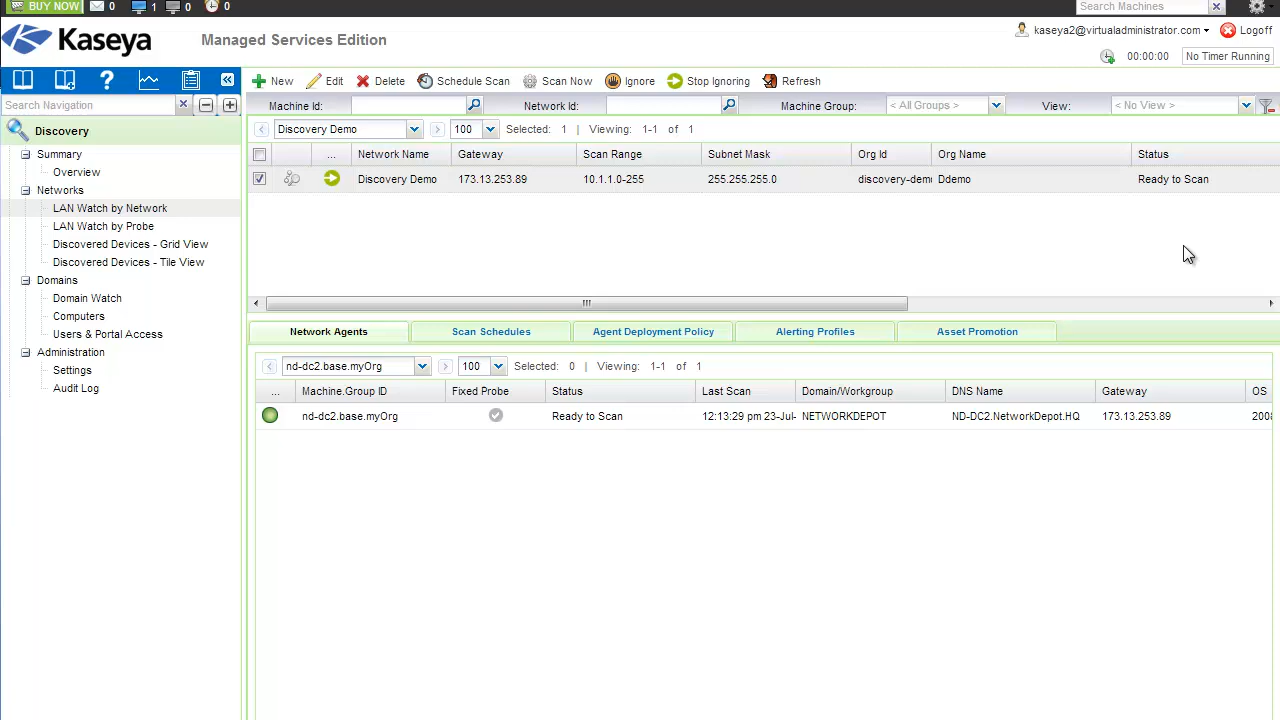 BUY NOW 0 1 0 0 Search Machines
Kaseya Managed Services Edition kaseya2@virtualadministrator.com Logoff
00:00:00 No Timer Running
New Edit Delete Schedule Scan Scan Now Ignore Stop Ignoring Refresh
Search Navigation Machine Id: Network Id: Machine Group: < All Groups > View: < No View >
Discovery
Discovery Demo 100 Selected: 1 | Viewing: 1-1 of 1
Summary
Overview
Networks
LAN Watch by Network
LAN Watch by Probe
Discovered Devices - Grid View
Discovered Devices - Tile View
Domains
Domain Watch
Computers
Users & Portal Access
Administration
Settings
Audit Log
... Network Name Gateway Scan Range Subnet Mask Org Id Org Name Status
Discovery Demo 173.13.253.89 10.1.1.0-255 255.255.255.0 discovery-demo Ddemo Ready to Scan
Network Agents Scan Schedules Agent Deployment Policy Alerting Profiles Asset Promotion
nd-dc2.base.myOrg 100 Selected: 0 | Viewing: 1-1 of 1
... Machine.Group ID Fixed Probe Status Last Scan Domain/Workgroup DNS Name Gateway OS
nd-dc2.base.myOrg Ready to Scan 12:13:29 pm 23-Jul- NETWORKDEPOT ND-DC2.NetworkDepot.HQ 173.13.253.89 200